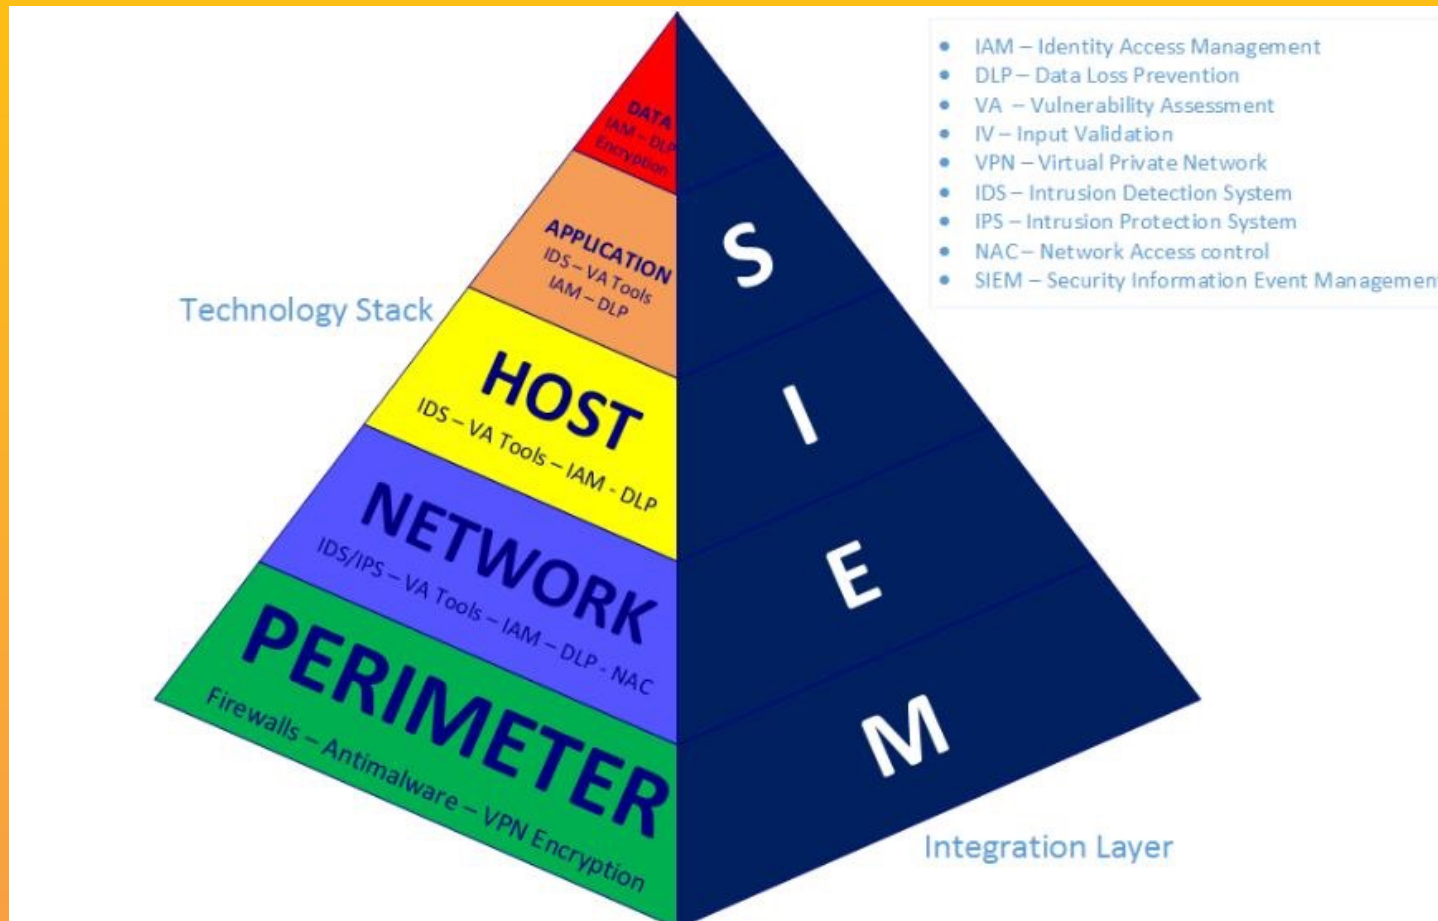 DATA
IAM – DLP
Encryption
APPLICATION
IDS – VA Tools
IAM – DLP
HOST
IDS – VA Tools – IAM - DLP
NETWORK
IDS/IPS – VA Tools – IAM – DLP - NAC
PERIMETER
Firewalls – Antimalware – VPN Encryption
Technology Stack
S
I
E
M
Integration Layer
• IAM – Identity Access Management
• DLP – Data Loss Prevention
• VA – Vulnerability Assessment
• IV – Input Validation
• VPN – Virtual Private Network
• IDS – Intrusion Detection System
• IPS – Intrusion Protection System
• NAC – Network Access control
• SIEM – Security Information Event Management